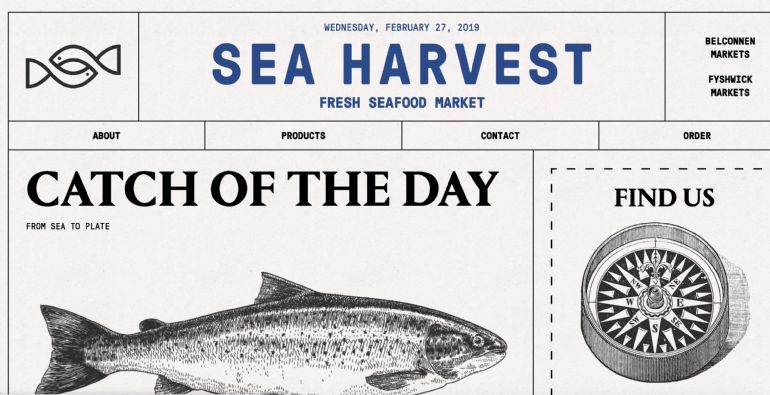 WEDNESDAY, FEBRUARY 27, 2019
SEA HARVEST
FRESH SEAFOOD MARKET
BELCONNEN
MARKETS
FYSHWICK
MARKETS
ABOUT
PRODUCTS
CONTACT
ORDER
CATCH OF THE DAY
FROM SEA TO PLATE
FIND US
NW
NE
W
E
SW
SE
S